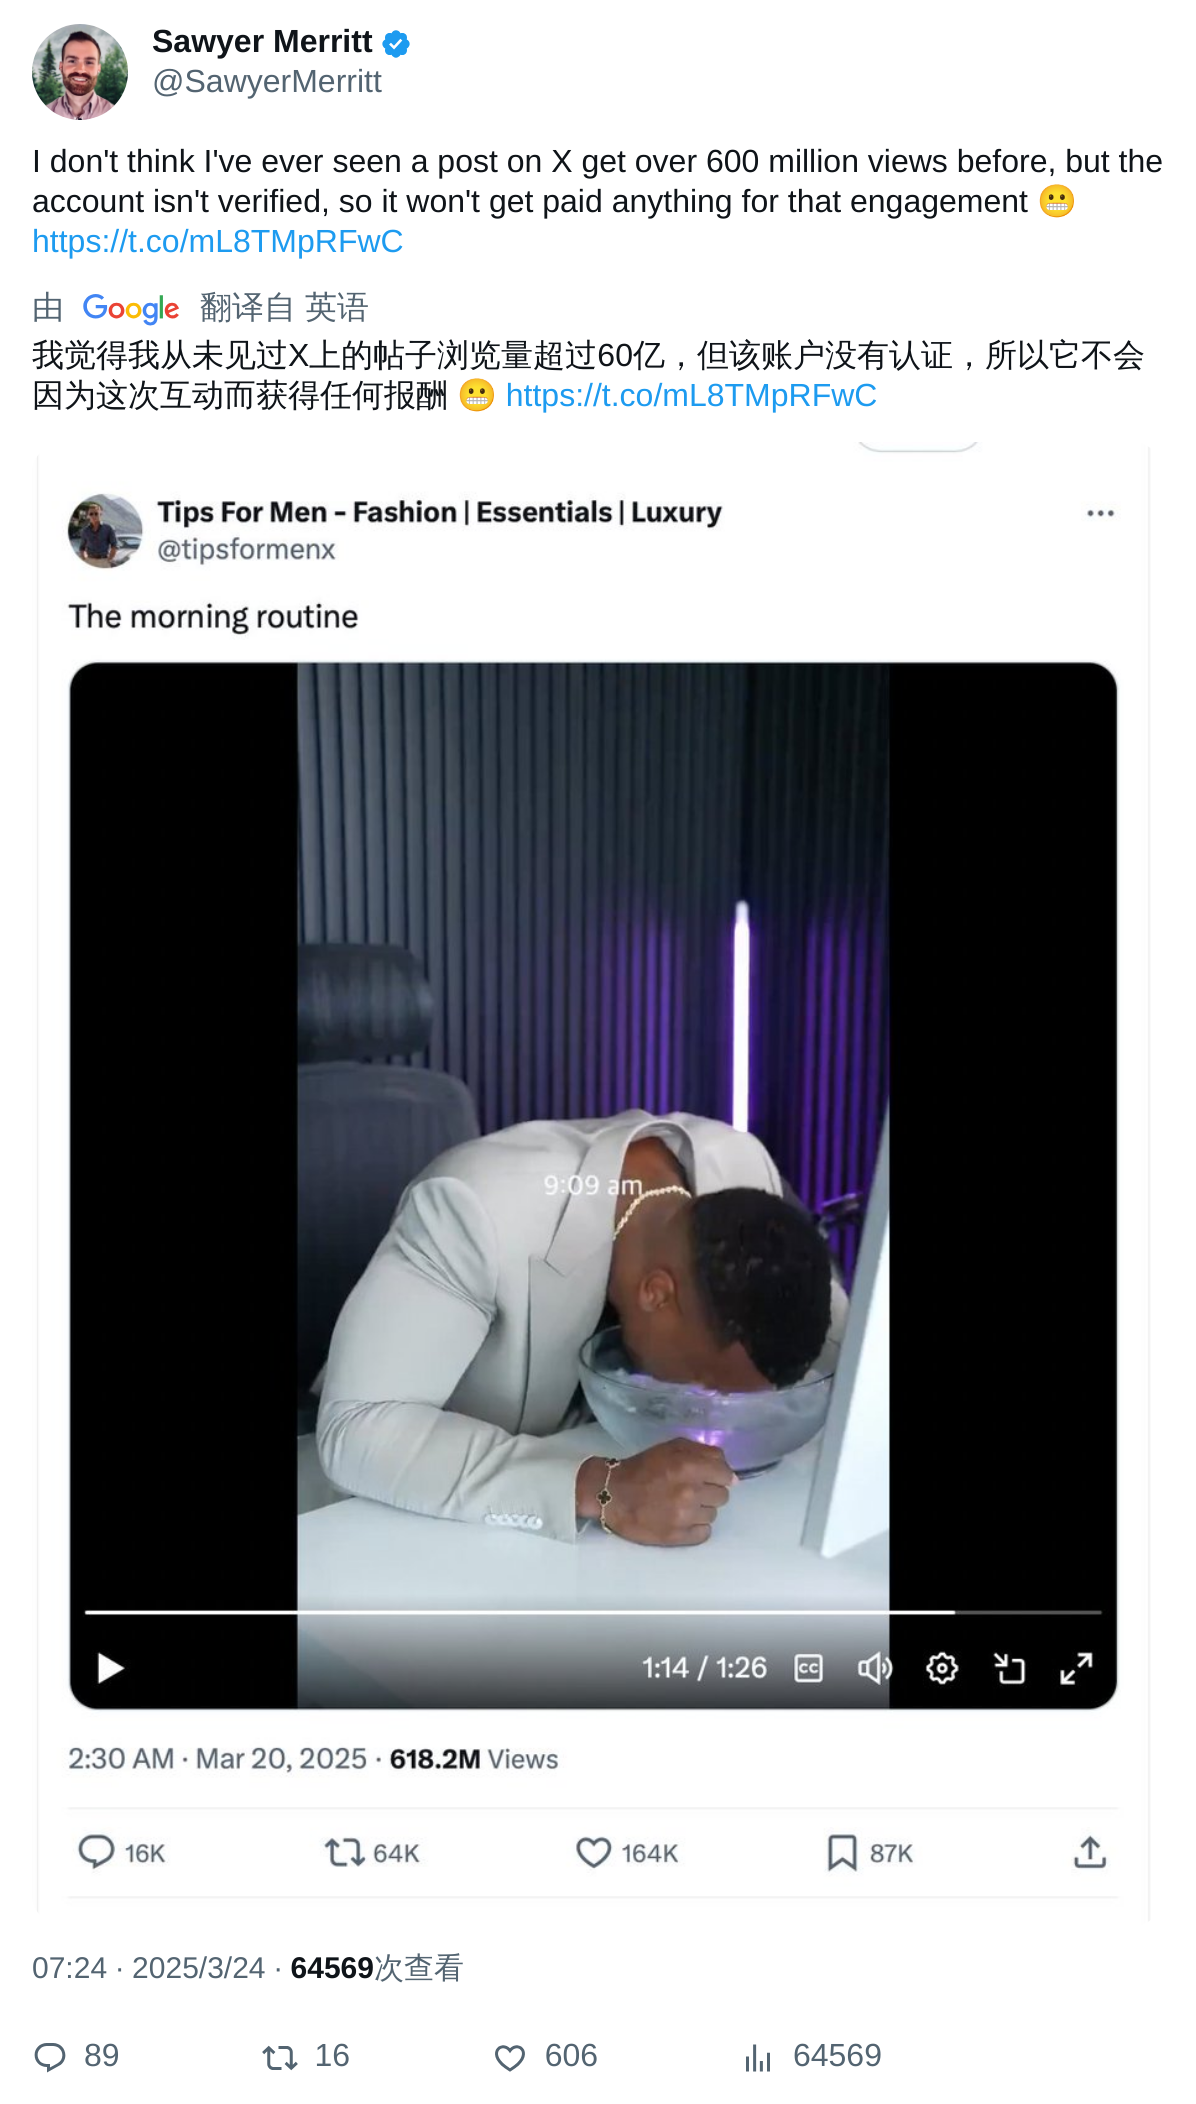 Sawyer Merritt
@SawyerMerritt
I don't think I've ever seen a post on X get over 600 million views before, but the
account isn't verified, so it won't get paid anything for that engagement 😬
https://t.co/mL8TMpRFwC
由 Google 翻译自 英语
我觉得我从未见过X上的帖子浏览量超过60亿，但该账户没有认证，所以它不会
因为这次互动而获得任何报酬 😬 https://t.co/mL8TMpRFwC
Tips For Men - Fashion | Essentials | Luxury
@tipsformenx
The morning routine
9:09 am
1:14 / 1:26 CC
2:30 AM · Mar 20, 2025 · 618.2M Views
16K 64K 164K 87K
07:24 · 2025/3/24 · 64569次查看
89 16 606 64569